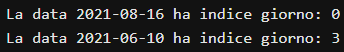 La data 2021-08-16 ha indice giorno: 0
La data 2021-06-10 ha indice giorno: 3